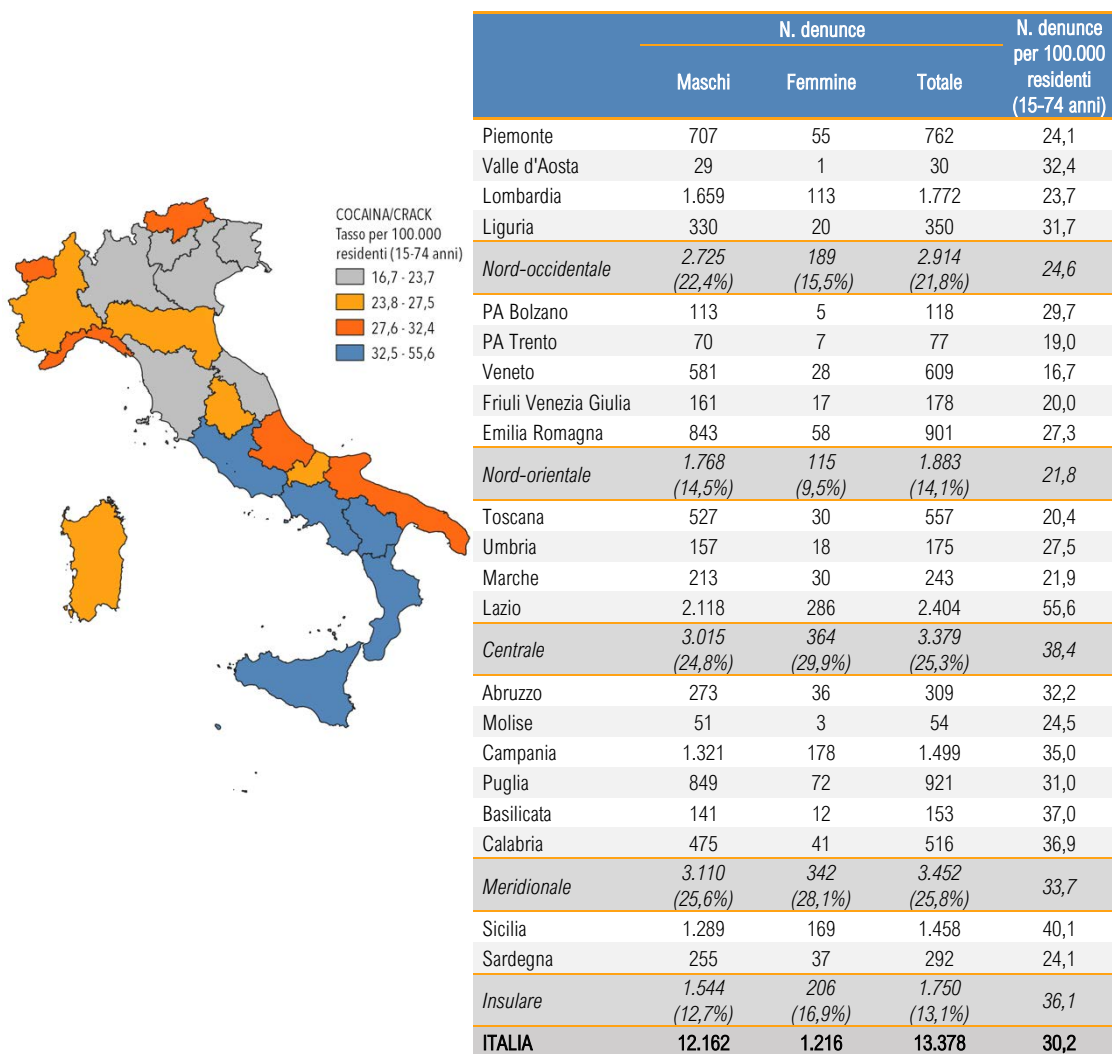 COCAINA/CRACK
Tasso per 100.000
residenti (15-74 anni)
16,7 - 23,7
23,8 - 27,5
27,6 - 32,4
32,5 - 55,6
N. denunce N. denunce
per 100.000
residenti
(15-74 anni)
Maschi Femmine Totale
Piemonte 707 55 762 24,1
Valle d'Aosta 29 1 30 32,4
Lombardia 1.659 113 1.772 23,7
Liguria 330 20 350 31,7
Nord-occidentale 2.725 189 2.914 24,6
(22,4%) (15,5%) (21,8%)
PA Bolzano 113 5 118 29,7
PA Trento 70 7 77 19,0
Veneto 581 28 609 16,7
Friuli Venezia Giulia 161 17 178 20,0
Emilia Romagna 843 58 901 27,3
Nord-orientale 1.768 115 1.883 21,8
(14,5%) (9,5%) (14,1%)
Toscana 527 30 557 20,4
Umbria 157 18 175 27,5
Marche 213 30 243 21,9
Lazio 2.118 286 2.404 55,6
Centrale 3.015 364 3.379 38,4
(24,8%) (29,9%) (25,3%)
Abruzzo 273 36 309 32,2
Molise 51 3 54 24,5
Campania 1.321 178 1.499 35,0
Puglia 849 72 921 31,0
Basilicata 141 12 153 37,0
Calabria 475 41 516 36,9
Meridionale 3.110 342 3.452 33,7
(25,6%) (28,1%) (25,8%)
Sicilia 1.289 169 1.458 40,1
Sardegna 255 37 292 24,1
Insulare 1.544 206 1.750 36,1
(12,7%) (16,9%) (13,1%)
ITALIA 12.162 1.216 13.378 30,2